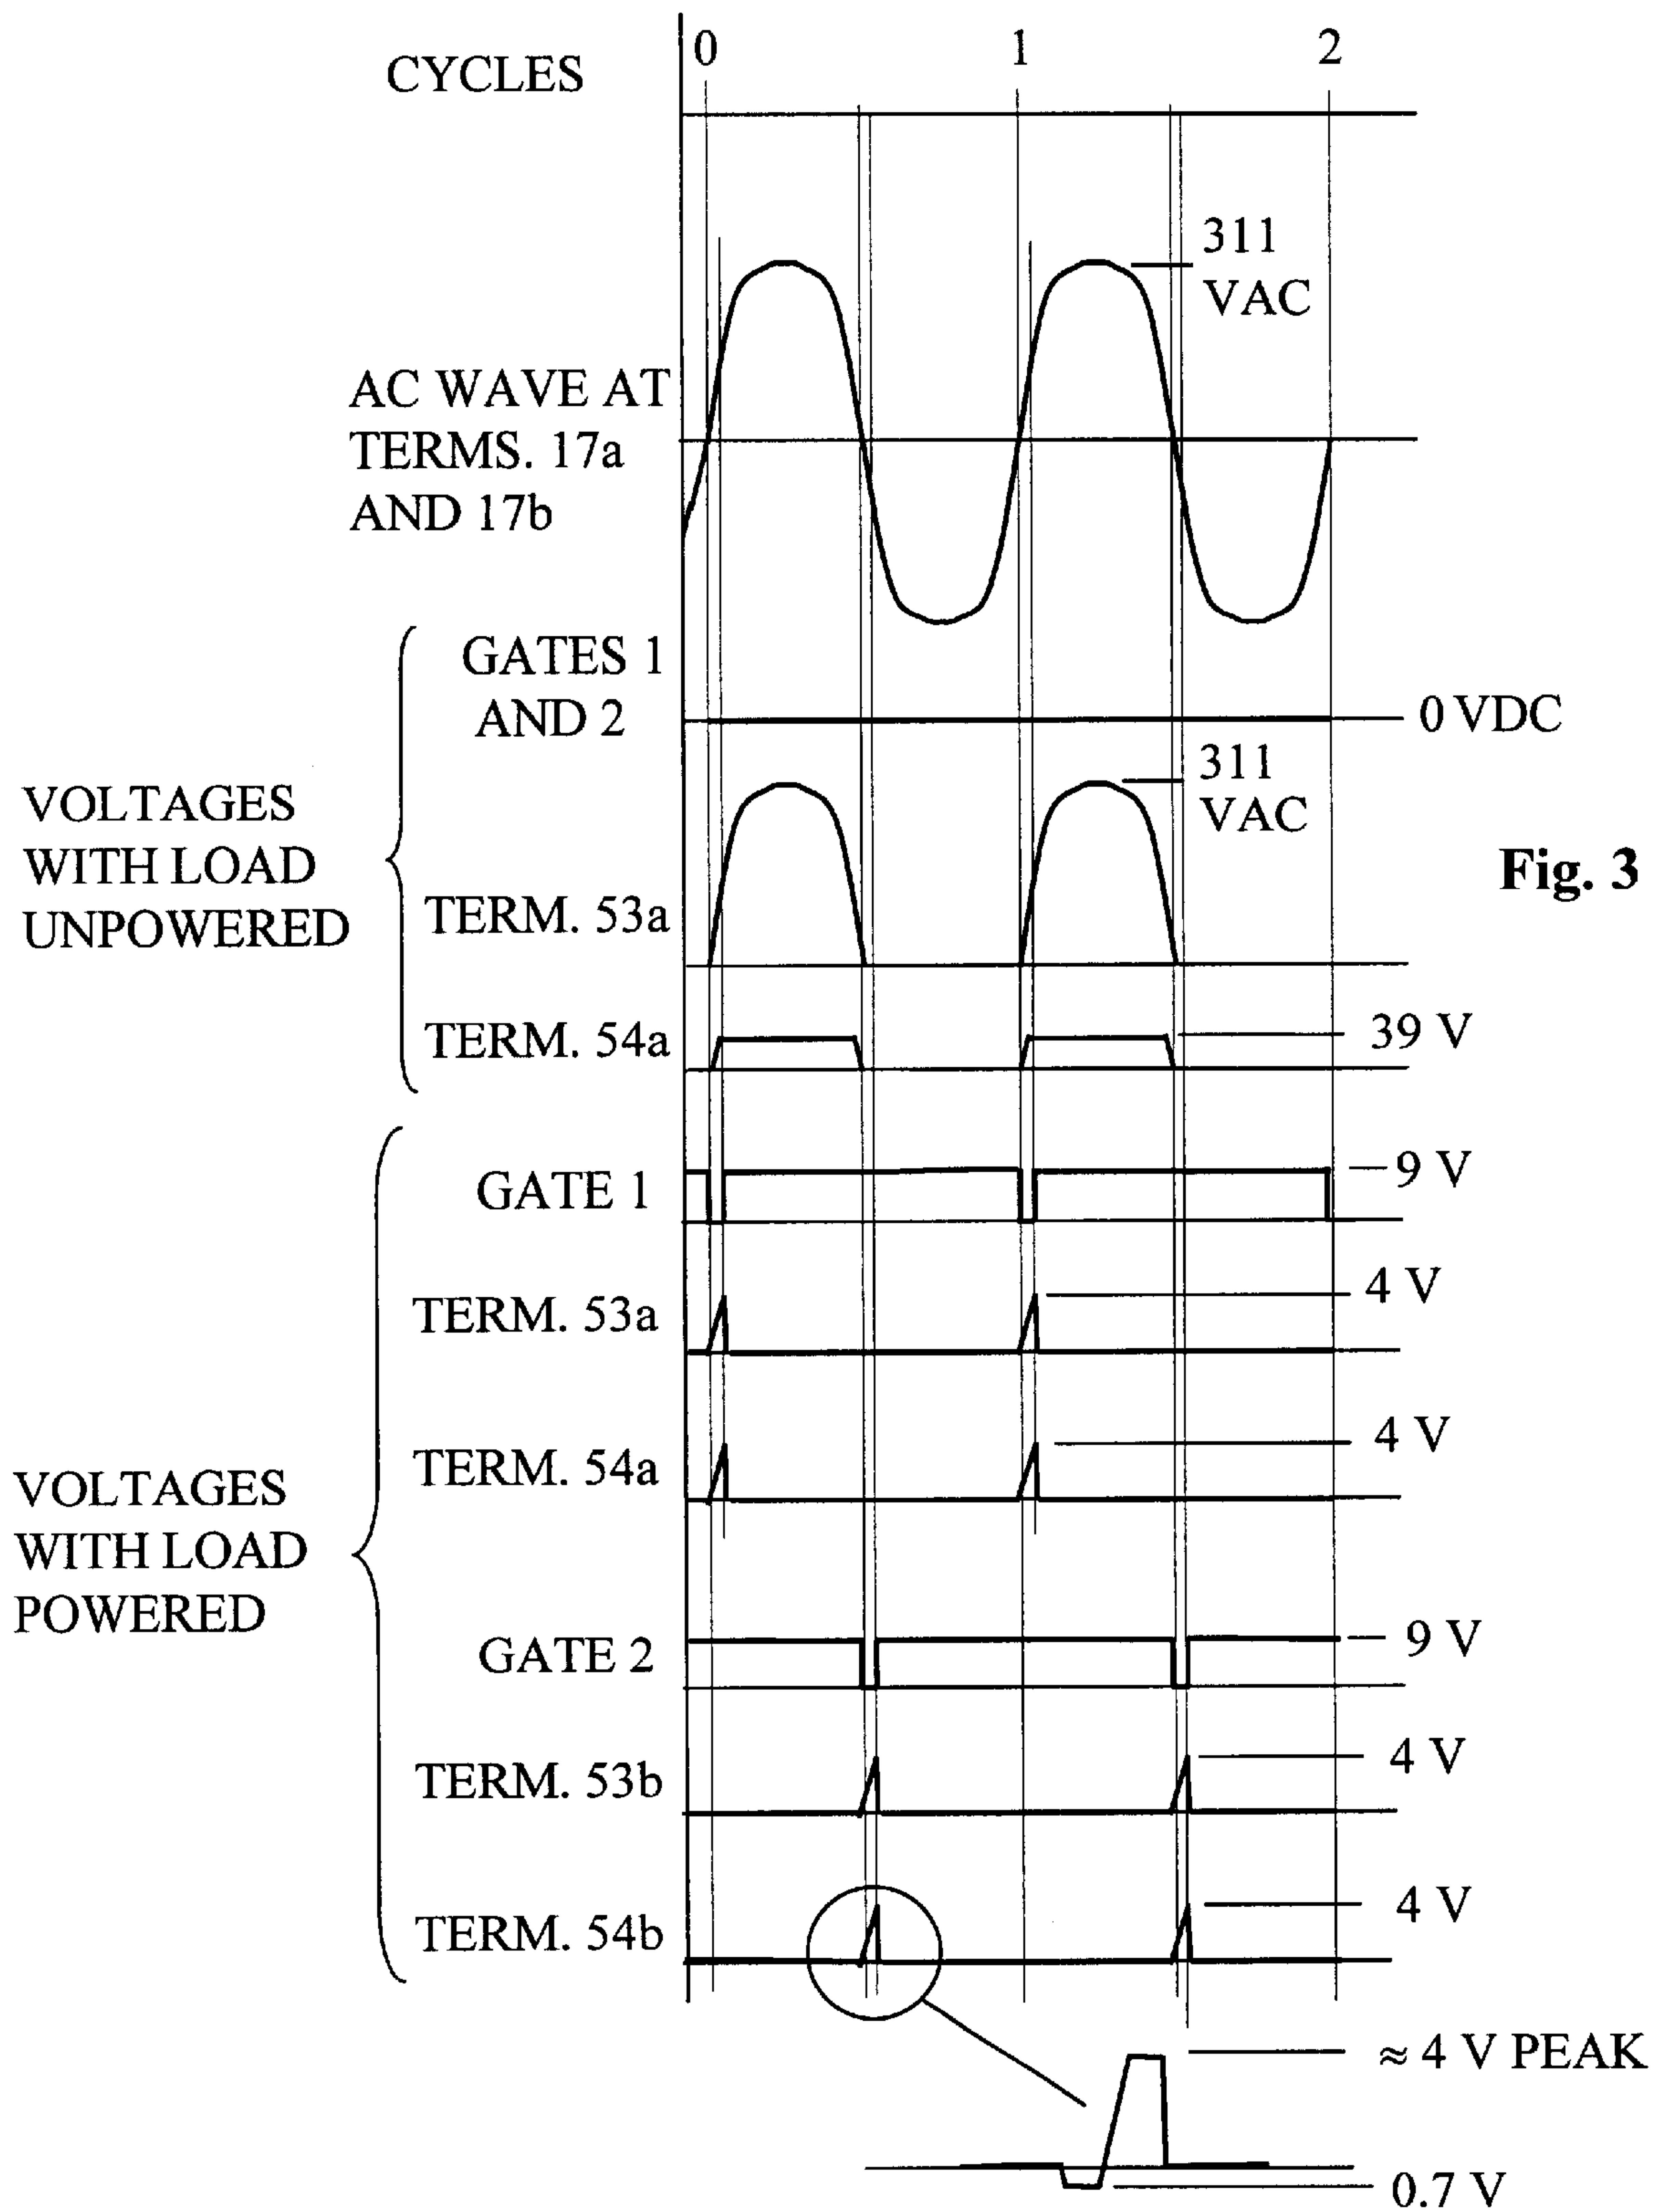 CYCLES
0
1
2
311
VAC
AC WAVE AT
TERMS. 17a
AND 17b
GATES 1
AND 2
0 VDC
311
VAC
VOLTAGES
WITH LOAD
UNPOWERED
Fig. 3
TERM. 53a
TERM. 54a
39 V
GATE 1
9 V
TERM. 53a
4 V
TERM. 54a
4 V
VOLTAGES
WITH LOAD
POWERED
GATE 2
9 V
TERM. 53b
4 V
TERM. 54b
4 V
≈ 4 V PEAK
0.7 V